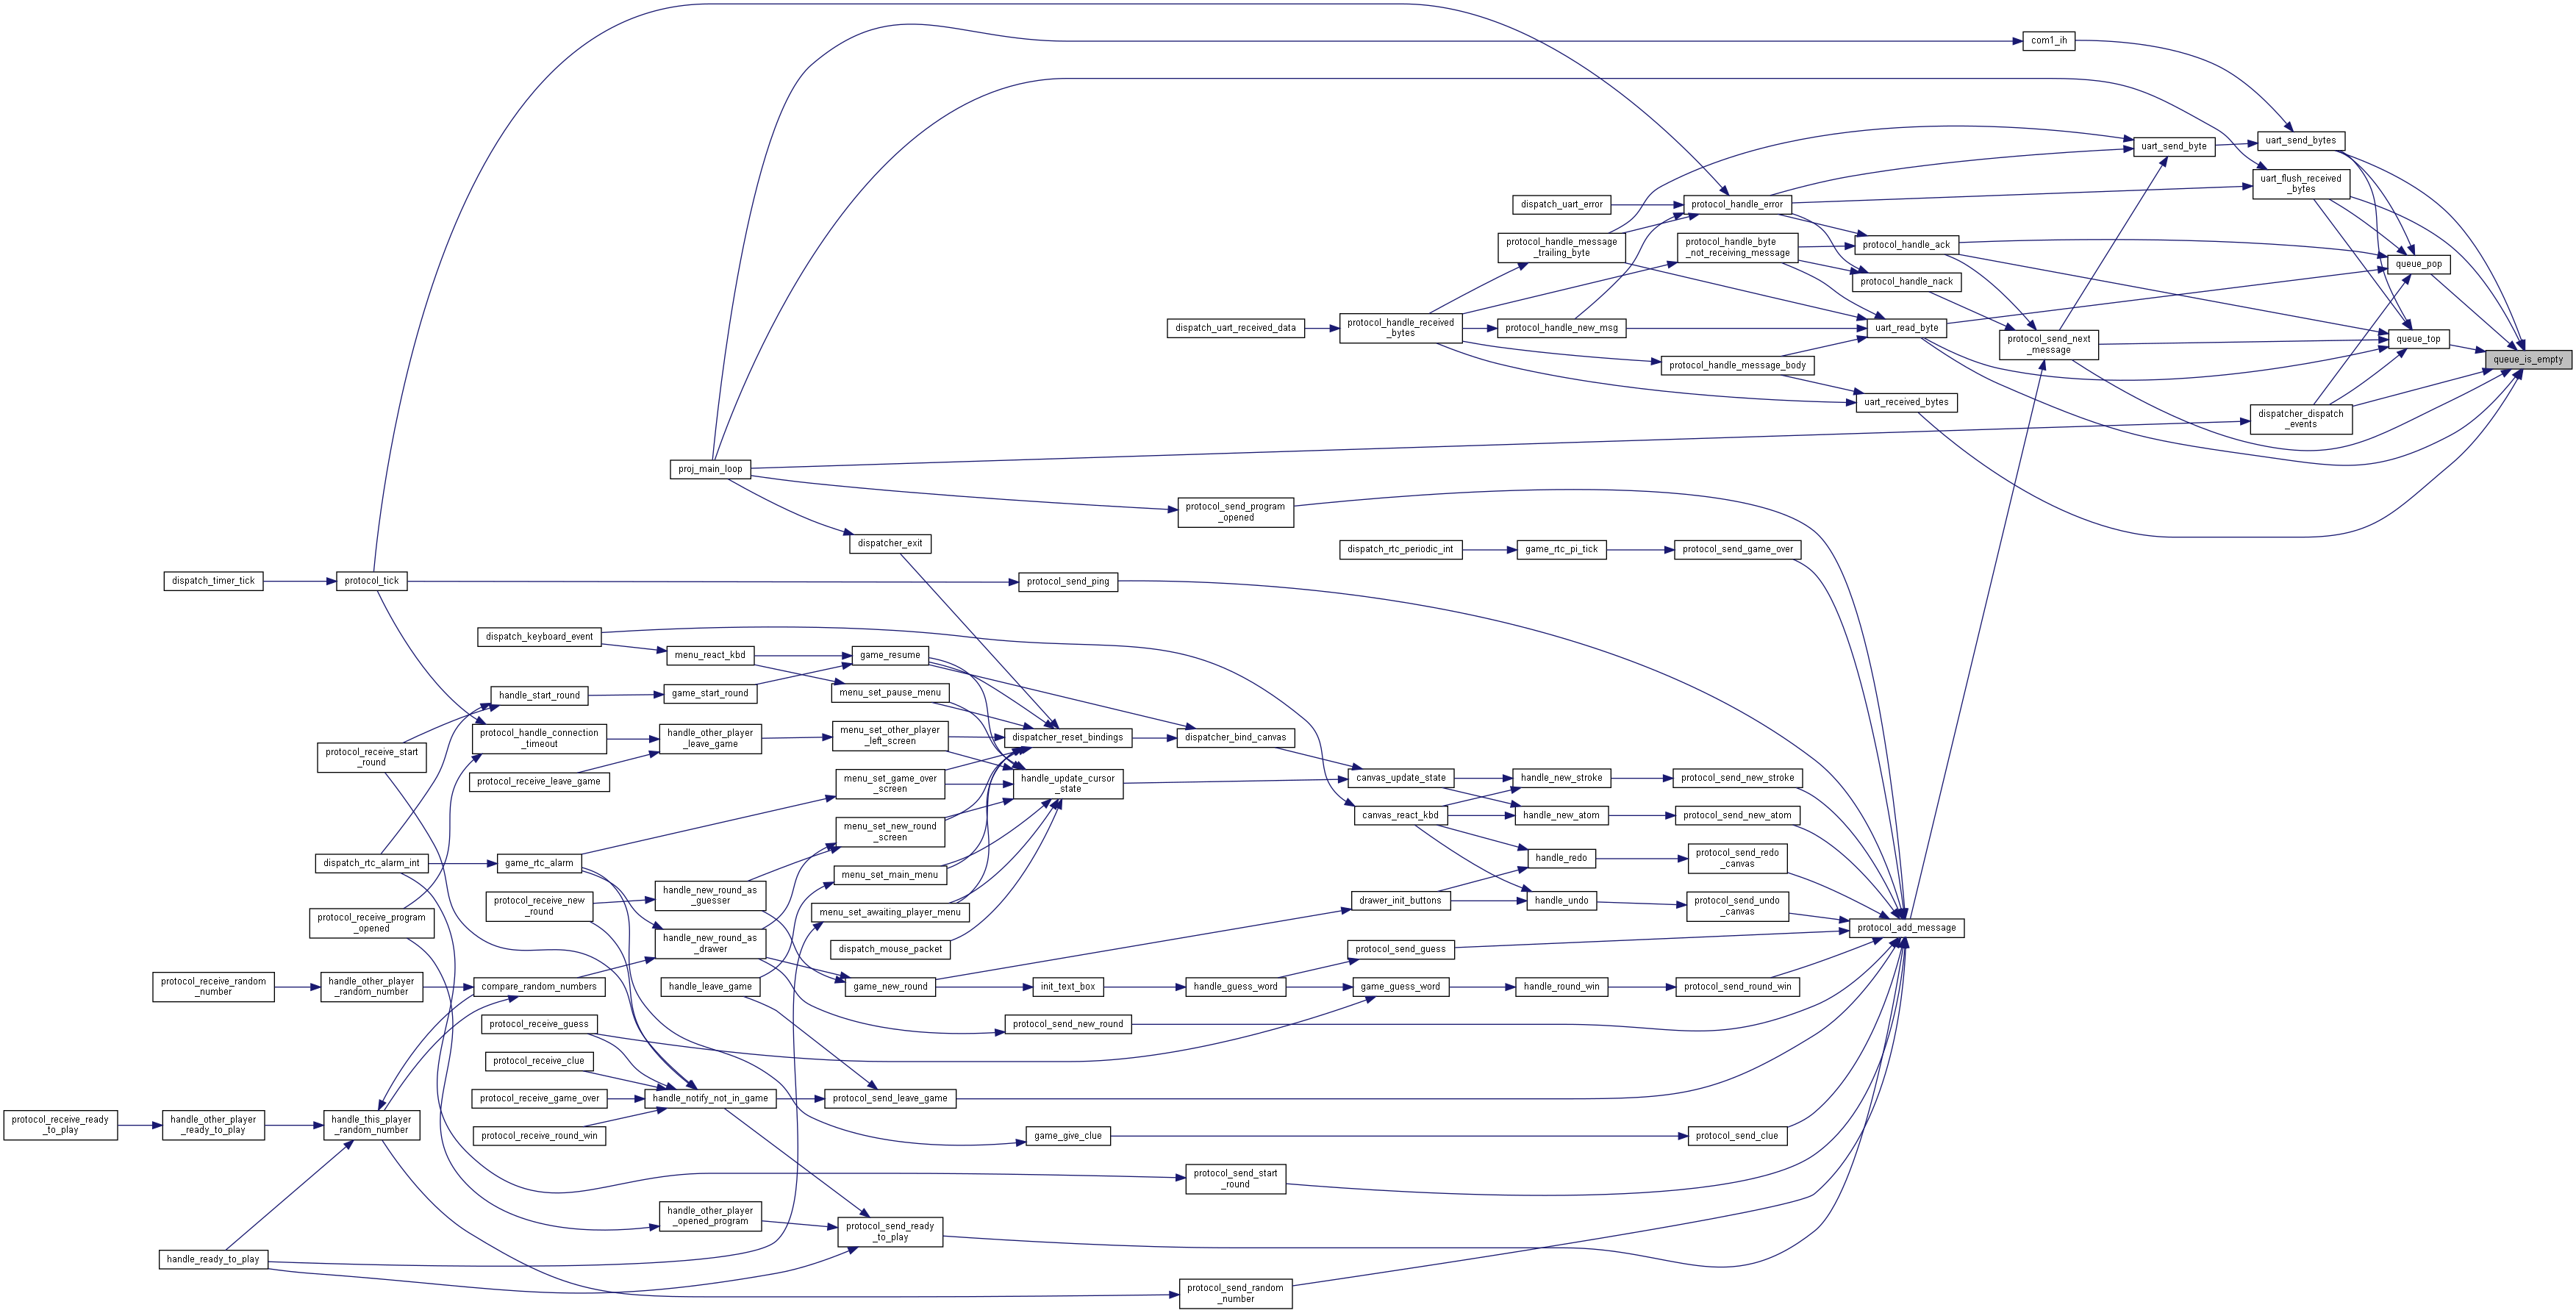 com1_ih
uart_send_bytes
uart_send_byte
uart_flush_received
_bytes
dispatch_uart_error
protocol_handle_error
protocol_handle_message
_trailing_byte
protocol_handle_byte
_not_receiving_message
protocol_handle_ack
queue_pop
protocol_handle_nack
dispatch_uart_received_data
protocol_handle_received
_bytes
protocol_handle_new_msg
uart_read_byte
protocol_send_next
_message
queue_top
queue_is_empty
protocol_handle_message_body
uart_received_bytes
dispatcher_dispatch
_events
proj_main_loop
protocol_send_program
_opened
dispatcher_exit
dispatch_rtc_periodic_int
game_rtc_pi_tick
protocol_send_game_over
dispatch_timer_tick
protocol_tick
protocol_send_ping
dispatch_keyboard_event
menu_react_kbd
game_resume
handle_start_round
game_start_round
menu_set_pause_menu
protocol_receive_start
_round
protocol_handle_connection
_timeout
handle_other_player
_leave_game
menu_set_other_player
_left_screen
dispatcher_reset_bindings
dispatcher_bind_canvas
protocol_receive_leave_game
menu_set_game_over
_screen
handle_update_cursor
_state
canvas_update_state
handle_new_stroke
protocol_send_new_stroke
canvas_react_kbd
handle_new_atom
protocol_send_new_atom
menu_set_new_round
_screen
dispatch_rtc_alarm_int
game_rtc_alarm
handle_redo
protocol_send_redo
_canvas
menu_set_main_menu
protocol_receive_new
_round
handle_new_round_as
_guesser
menu_set_awaiting_player_menu
drawer_init_buttons
handle_undo
protocol_send_undo
_canvas
protocol_receive_program
_opened
handle_new_round_as
_drawer
dispatch_mouse_packet
protocol_send_guess
protocol_add_message
protocol_receive_random
_number
handle_other_player
_random_number
compare_random_numbers
handle_leave_game
game_new_round
init_text_box
handle_guess_word
game_guess_word
handle_round_win
protocol_send_round_win
protocol_receive_guess
protocol_send_new_round
protocol_receive_clue
protocol_receive_game_over
handle_notify_not_in_game
protocol_send_leave_game
protocol_receive_ready
_to_play
handle_other_player
_ready_to_play
handle_this_player
_random_number
protocol_receive_round_win
game_give_clue
protocol_send_clue
protocol_send_start
_round
handle_other_player
_opened_program
protocol_send_ready
_to_play
handle_ready_to_play
protocol_send_random
_number